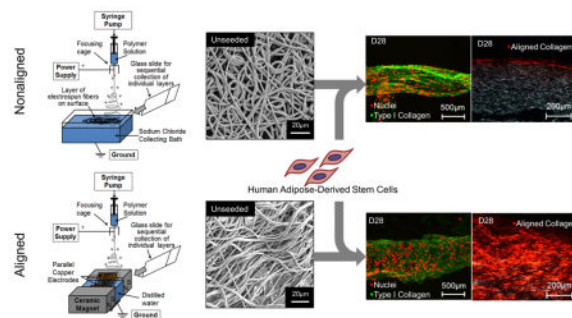 Nonaligned
Syringe
Pump
Focusing
cage
Polymer
Solution
Power
Supply
Glass slide for
sequential
collection of
individual layers
Layer of
electrospun fibers
on surface
Sodium Chloride
Collecting Bath
Ground
Unseeded
20µm
D28
Nuclei
Type I Collagen
500µm
Aligned Collagen
200µm
Human Adipose-Derived Stem Cells
Aligned
Syringe
Pump
Focusing
cage
Polymer
Solution
Power
Supply
Glass slide for
sequential
collection of
individual layers
Parallel
Copper
Electrodes
Ceramic
Magnet
Distilled
water
Ground
Unseeded
20µm
D28
Nuclei
Type I Collagen
500µm
Aligned Collagen
200µm